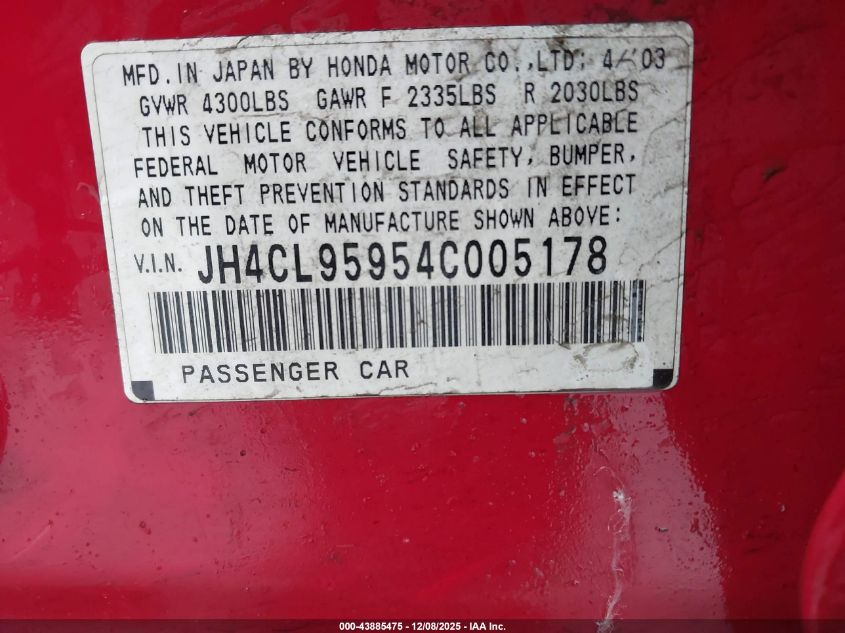 MFD. IN JAPAN BY HONDA MOTOR CO., LTD; 4/03
GVWR 4300LBS GAWR F 2335LBS R 2030LBS
THIS VEHICLE CONFORMS TO ALL APPLICABLE
FEDERAL MOTOR VEHICLE SAFETY, BUMPER,
AND THEFT PREVENTION STANDARDS IN EFFECT
ON THE DATE OF MANUFACTURE SHOWN ABOVE:
V.I.N. JH4CL95954C005178
PASSENGER CAR
000-43885475 - 12/08/2025 - IAA Inc.